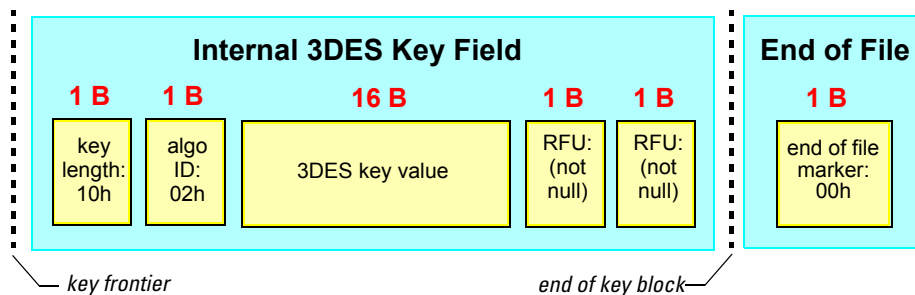 Internal 3DES Key Field
End of File
1 B
1 B
16 B
1 B
1 B
1 B
key
length:
10h
algo
ID:
02h
3DES key value
RFU:
(not
null)
RFU:
(not
null)
end of file
marker:
00h
key frontier
end of key block